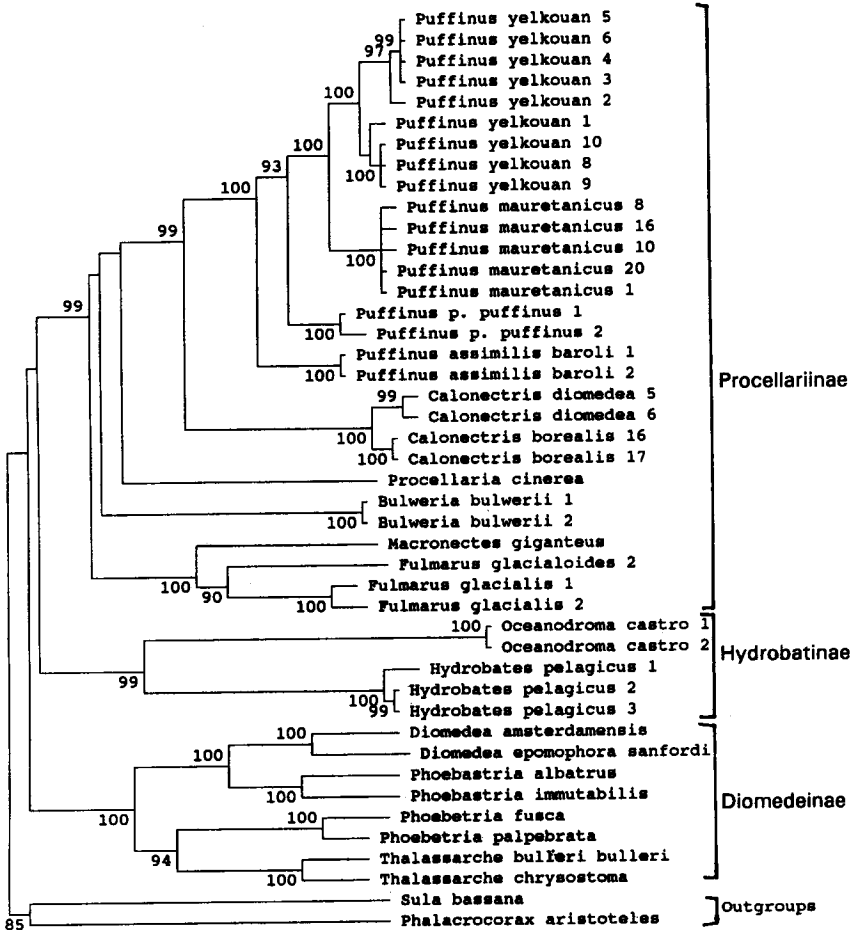 Puffinus yelkouan 5
99
Puffinus yelkouan 6
97
Puffinus yelkouan 4
Puffinus yelkouan 3
100
Puffinus yelkouan 2
Puffinus yelkouan 1
100
Puffinus yelkouan 10
93
Puffinus yelkouan 8
100
100
Puffinus yelkouan 9
Puffinus mauretanicus 8
99
Puffinus mauretanicus 16
Puffinus mauretanicus 10
100
Puffinus mauretanicus 20
Puffinus mauretanicus 1
99
Puffinus p. puffinus 1
100
Puffinus p. puffinus 2
Puffinus assimilis baroli 1
100
Puffinus assimilis baroli 2
Procellariinae
99
Calonectris diomedea 5
Calonectris diomedea 6
100
Calonectris borealis 16
100
Calonectris borealis 17
Procellaria cinerea
Bulweria bulwerii 1
100
Bulweria bulwerii 2
Macronectes giganteus
Fulmarus glacialoides 2
100
90
Fulmarus glacialis 1
100
Fulmarus glacialis 2
100
Oceanodroma castro 1
Oceanodroma castro 2
Hydrobatinae
Hydrobates pelagicus 1
99
Hydrobates pelagicus 2
100
99
Hydrobates pelagicus 3
100
Diomedea amsterdamensis
100
Diomedea epomophora sanfordi
Phoebastria albatrus
100
Phoebastria immutabilis
Diomedeinae
100
100
Phoebetria fusca
Phoebetria palpebrata
94
Thalassarche bulleri bulleri
100
Thalassarche chrysostoma
Sula bassana
Outgroups
85
Phalacrocorax aristoteles